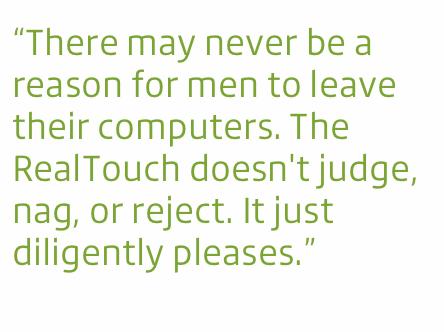 “There may never be a
reason for men to leave
their computers. The
RealTouch doesn't judge,
nag, or reject. It just
diligently pleases.”